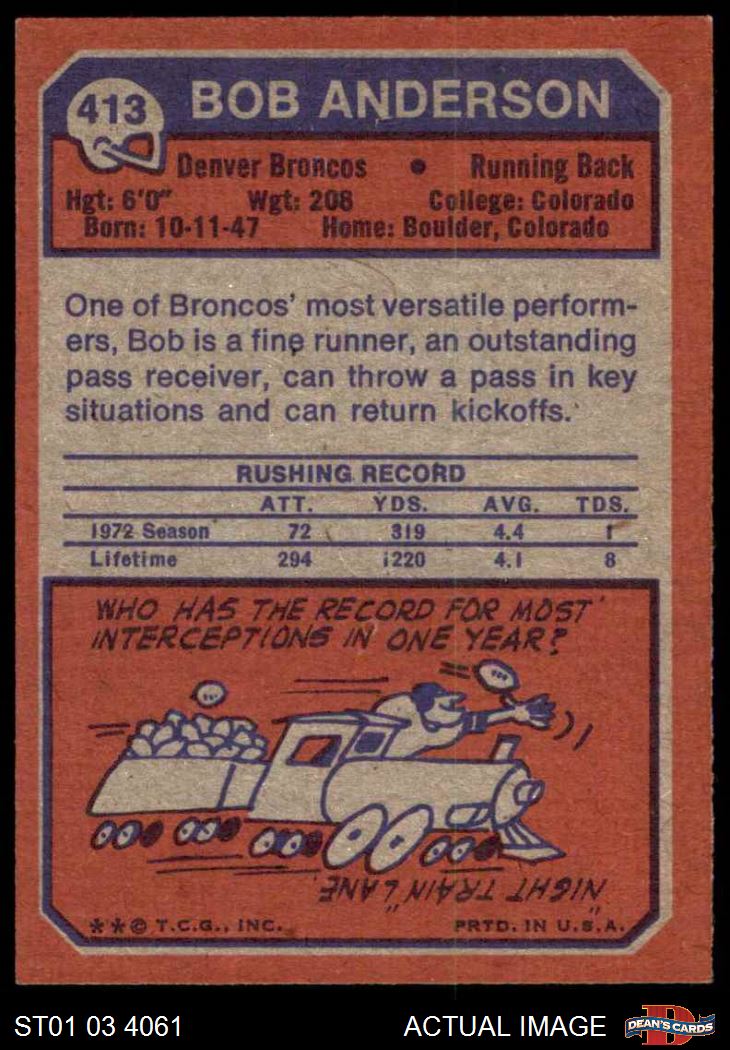 413
BOB ANDERSON
Denver Broncos • Running Back
Hgt: 6'0" Wgt: 208 College: Colorado
Born: 10-11-47 Home: Boulder, Colorado
One of Broncos' most versatile perform-
ers, Bob is a fine runner, an outstanding
pass receiver, can throw a pass in key
situations and can return kickoffs.
RUSHING RECORD
ATT. YDS. AVG. TDS.
1972 Season 72 319 4.4 1
Lifetime 294 1220 4.1 8
WHO HAS THE RECORD FOR MOST
INTERCEPTIONS IN ONE YEAR?
"NIGHT TRAIN" LANE
**© T.C.G., INC. PRTD. IN U.S.A.
ST01 03 4061 ACTUAL IMAGE
D
DEAN'S CARDS